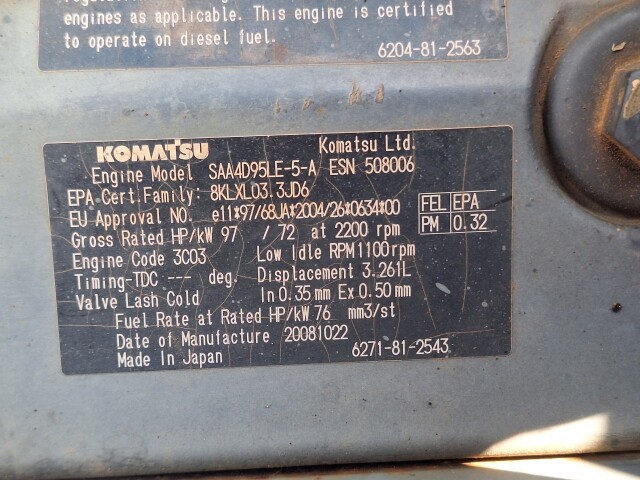 engines as applicable. This engine is certified
to operate on diesel fuel.
6204-81-2563
KOMATSU Komatsu Ltd.
Engine Model SAA4D95LE-5-A ESN 508006
EPA Cert.Family: 8KLXL03.3JD6
EU Approval NO. e11*97/68JA*2004/26*0634*00
FEL EPA
PM 0.32
Gross Rated HP/kW 97 / 72 at 2200 rpm
Engine Code 3C03 Low Idle RPM1100rpm
Timing-TDC --- deg. Displacement 3.261L
Valve Lash Cold In 0.35 mm Ex 0.50 mm
Fuel Rate at Rated HP/kW 76 mm3/st
Date of Manufacture 20081022
Made in Japan 6271-81-2543